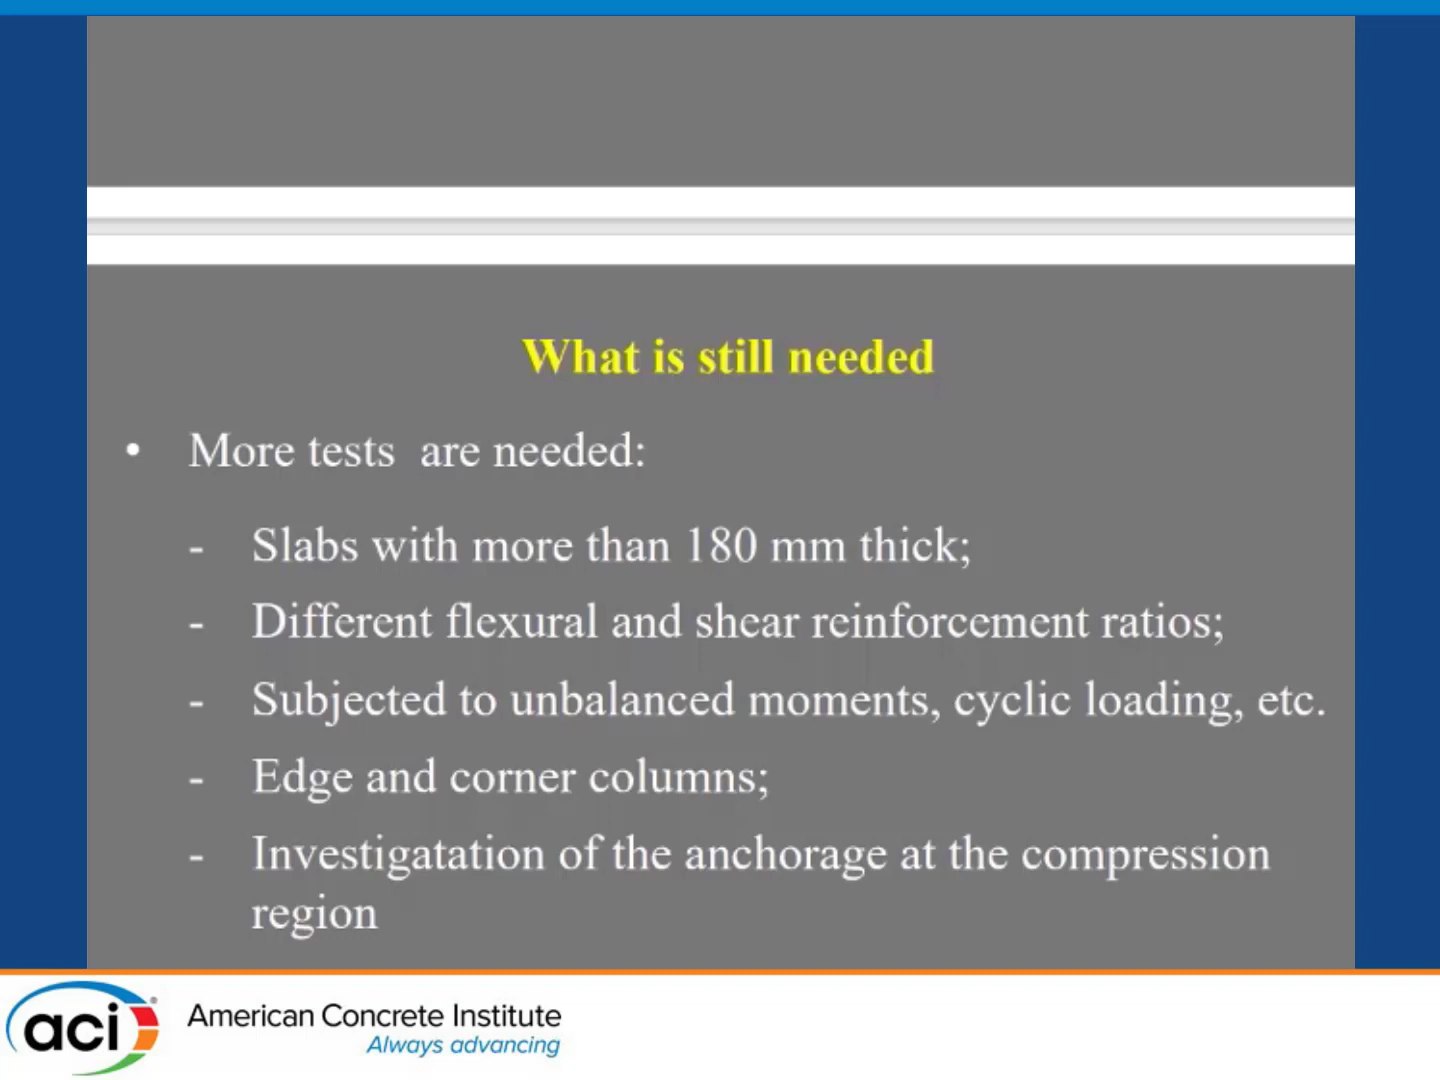 What is still needed
• More tests are needed:
- Slabs with more than 180 mm thick;
- Different flexural and shear reinforcement ratios;
- Subjected to unbalanced moments, cyclic loading, etc.
- Edge and corner columns;
- Investigatation of the anchorage at the compression
region
aci®
American Concrete Institute
Always advancing